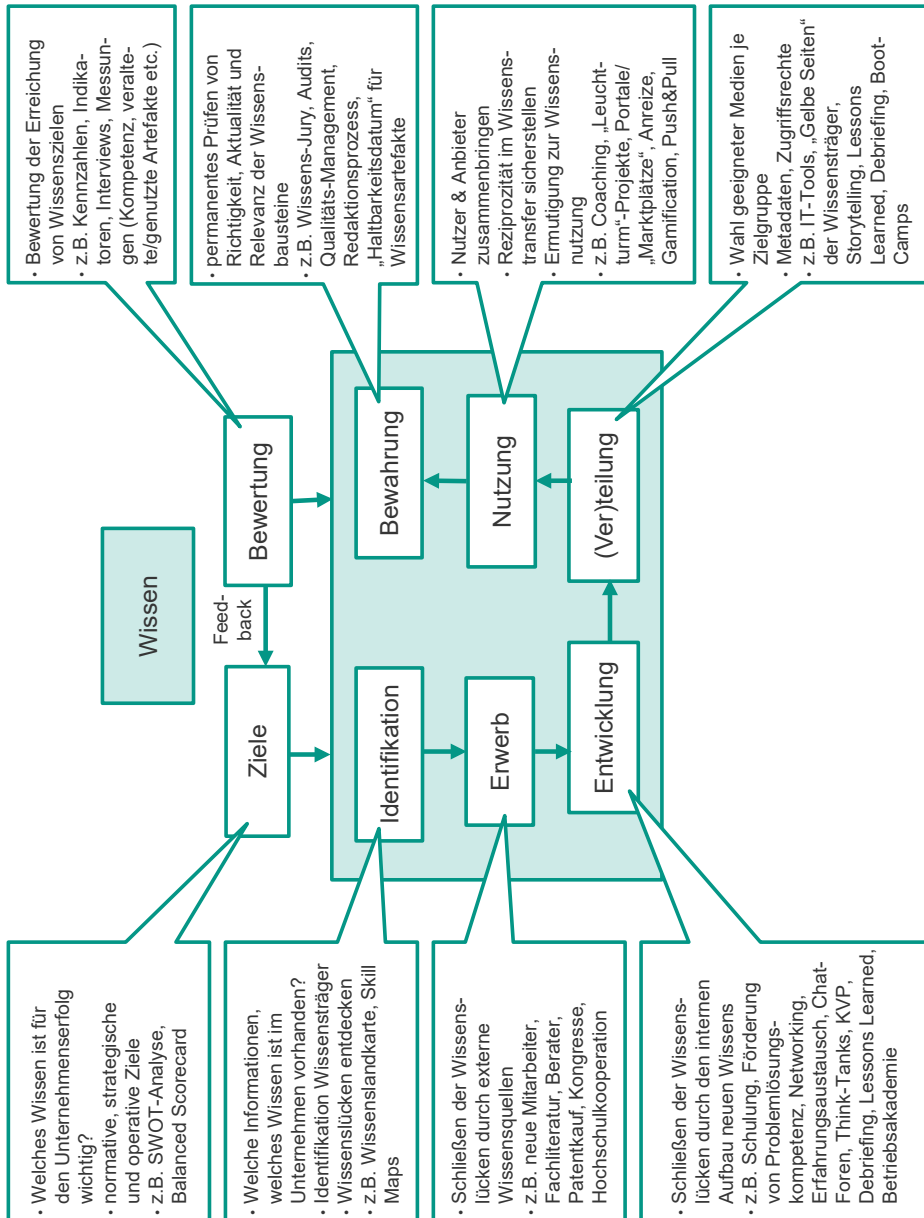 Wissen
• Welches Wissen ist für
den Unternehmenserfolg
wichtig?
• normative, strategische
und operative Ziele
• z.B. SWOT-Analyse,
Balanced Scorecard
Ziele
Feed-
back
Bewertung
• Bewertung der Erreichung
von Wissenszielen
• z.B. Kennzahlen, Indika-
toren, Interviews, Messun-
gen (Kompetenz, veralte-
te/genutzte Artefakte etc.)
• Welche Informationen,
welches Wissen ist im
Unternehmen vorhanden?
• Identifikation Wissensträger
• Wissenslücken entdecken
• z.B. Wissenslandkarte, Skill
Maps
Identifikation
Bewahrung
• permanentes Prüfen von
Richtigkeit, Aktualität und
Relevanz der Wissens-
bausteine
• z.B. Wissens-Jury, Audits,
Qualitäts-Management,
Redaktionsprozess,
„Haltbarkeitsdatum“ für
Wissensartefakte
• Schließen der Wissens-
lücken durch externe
Wissensquellen
• z.B. neue Mitarbeiter,
Fachliteratur, Berater,
Patentkauf, Kongresse,
Hochschulkooperation
Erwerb
Nutzung
• Nutzer & Anbieter
zusammenbringen
• Reziprozität im Wissens-
transfer sicherstellen
• Ermutigung zur Wissens-
nutzung
• z.B. Coaching, „Leucht-
turm“-Projekte, Portale/
„Marktplätze“, Anreize,
Gamification, Push&Pull
• Schließen der Wissens-
lücken durch den internen
Aufbau neuen Wissens
• z.B. Schulung, Förderung
von Problemlösungs-
kompetenz, Networking,
Erfahrungsaustausch, Chat-
Foren, Think-Tanks, KVP,
Debriefing, Lessons Learned,
Betriebsakademie
Entwicklung
(Ver)teilung
• Wahl geeigneter Medien je
Zielgruppe
• Metadaten, Zugriffsrechte
• z.B. IT-Tools, „Gelbe Seiten“
der Wissensträger,
Storytelling, Lessons
Learned, Debriefing, Boot-
Camps